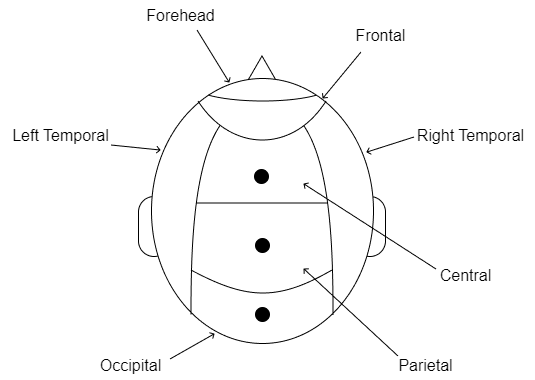 Forehead
Frontal
Left Temporal
Right Temporal
Central
Occipital
Parietal